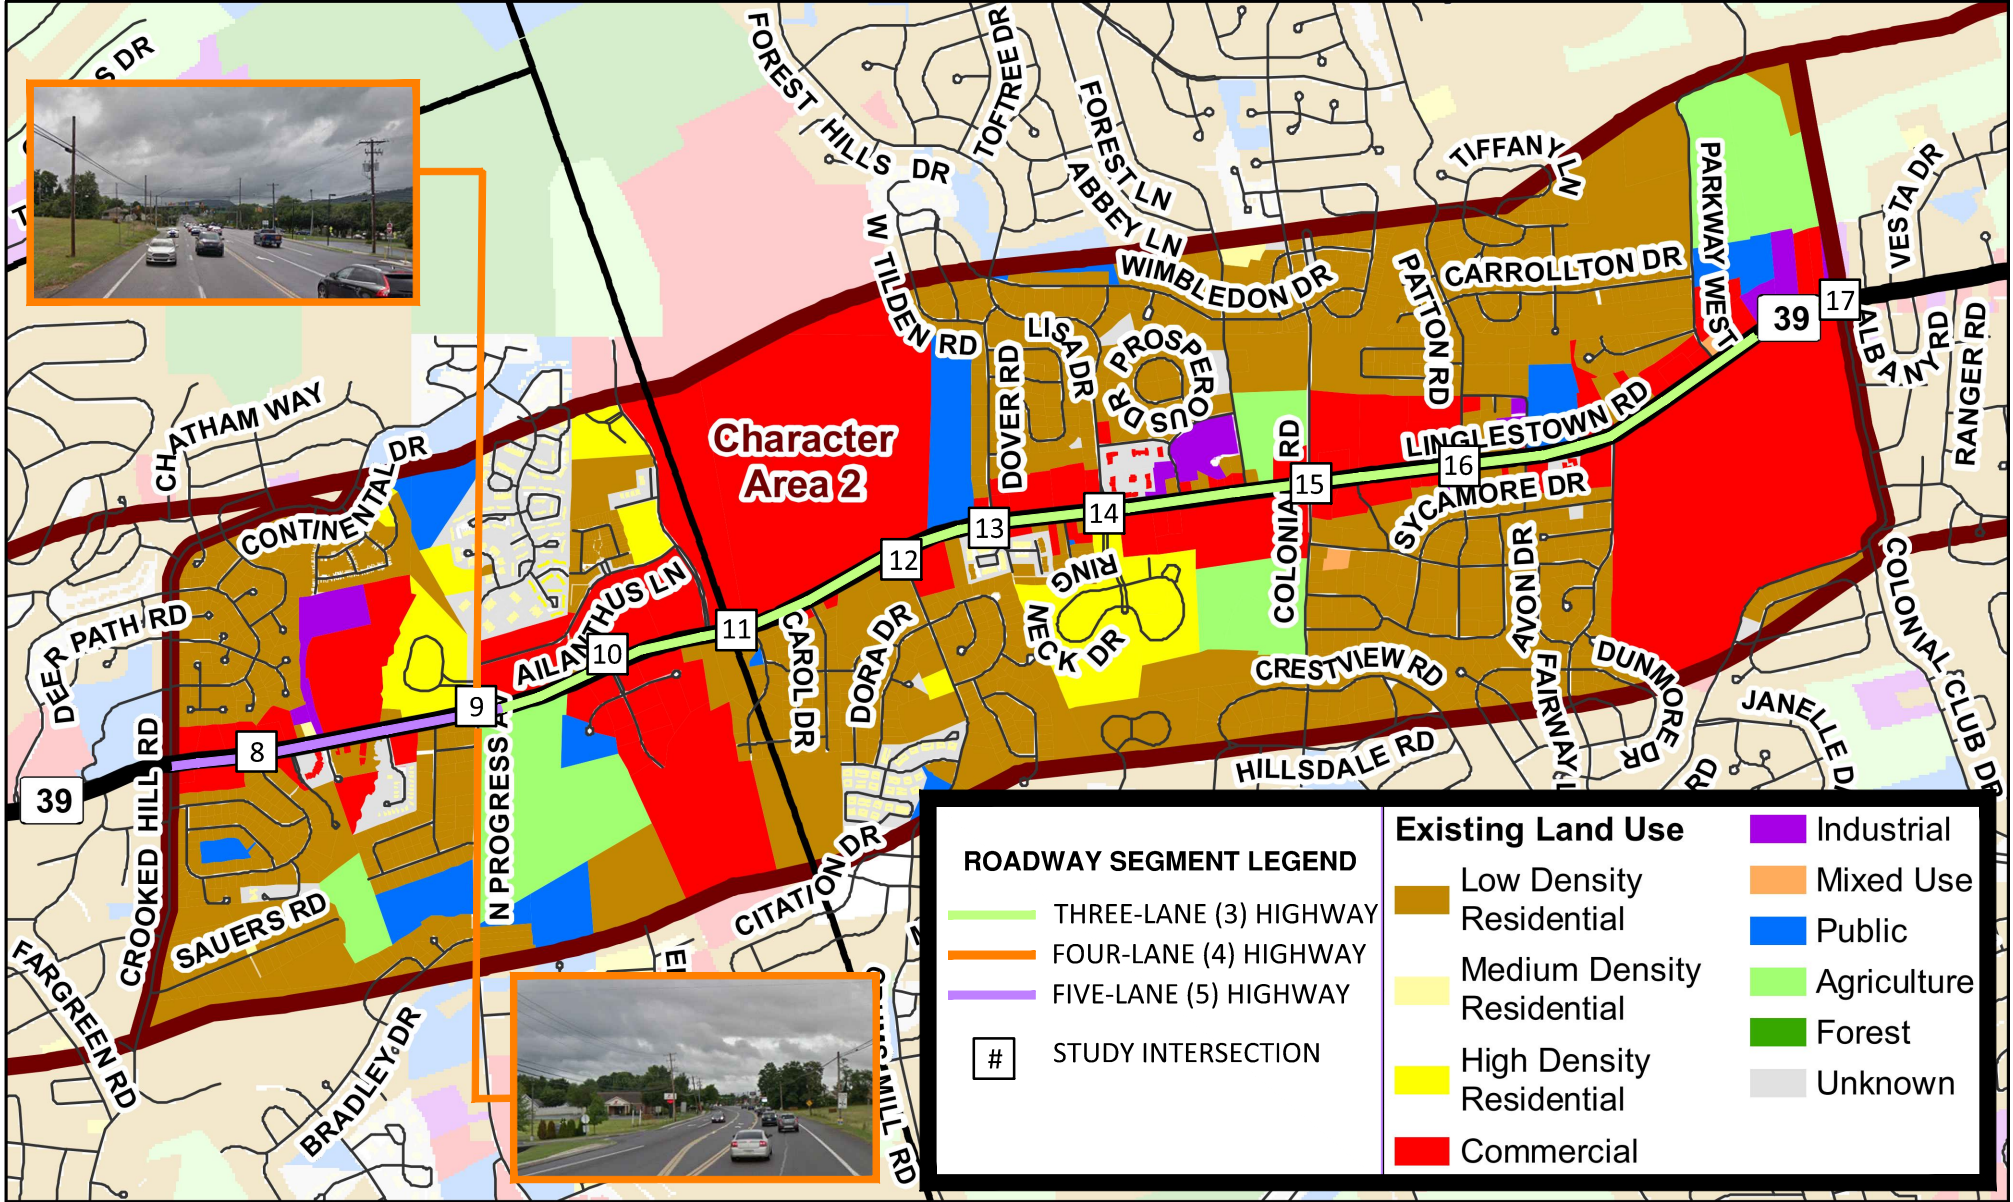 S DR
FOREST HILLS DR
TOFTREE DR
FOREST LN
ABBEY LN
TIFFANY LN
PARKWAY WEST
VESTA DR
W TILDEN RD
WIMBLEDON DR
PATTON RD
CARROLLTON DR
39
17
ALBANY RD
RANGER RD
CHATHAM WAY
CONTINENTAL DR
Character
Area 2
DOVER RD
LISA DR
PROSPEROUS DR
COLONIAL RD
LINGLESTOWN RD
16
15
14
13
12
SYCAMORE DR
AVON DR
DEER PATH RD
AILANTHUS LN
11
10
9
8
CAROL DR
DORA DR
RING NECK DR
CRESTVIEW RD
FAIRWAY L
DUNMORE DR
COLONIAL CLUB DR
JANELLE D
HILLSDALE RD
RD
39
CROOKED HILL RD
N PROGRESS A
SAUERS RD
CITATION DR
FARGREEN RD
BRADLEY DR
MILL RD
ROADWAY SEGMENT LEGEND
THREE-LANE (3) HIGHWAY
FOUR-LANE (4) HIGHWAY
FIVE-LANE (5) HIGHWAY
# STUDY INTERSECTION
Existing Land Use
Low Density
Residential
Medium Density
Residential
High Density
Residential
Commercial
Industrial
Mixed Use
Public
Agriculture
Forest
Unknown